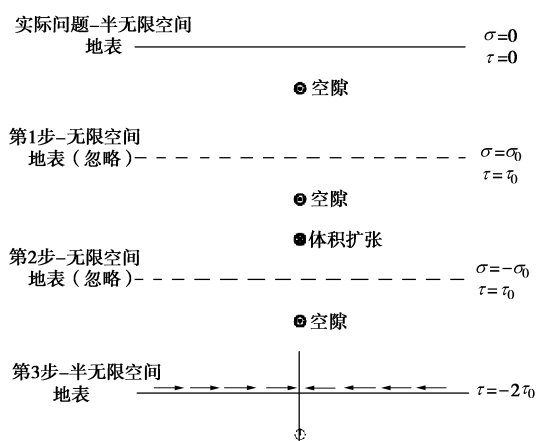 实际问题-半无限空间
地表
σ=0
τ=0
空隙
第1步-无限空间
地表(忽略)
σ=σ₀
τ=τ₀
空隙
体积扩张
第2步-无限空间
地表(忽略)
σ=-σ₀
τ=τ₀
空隙
第3步-半无限空间
地表
τ=-2τ₀